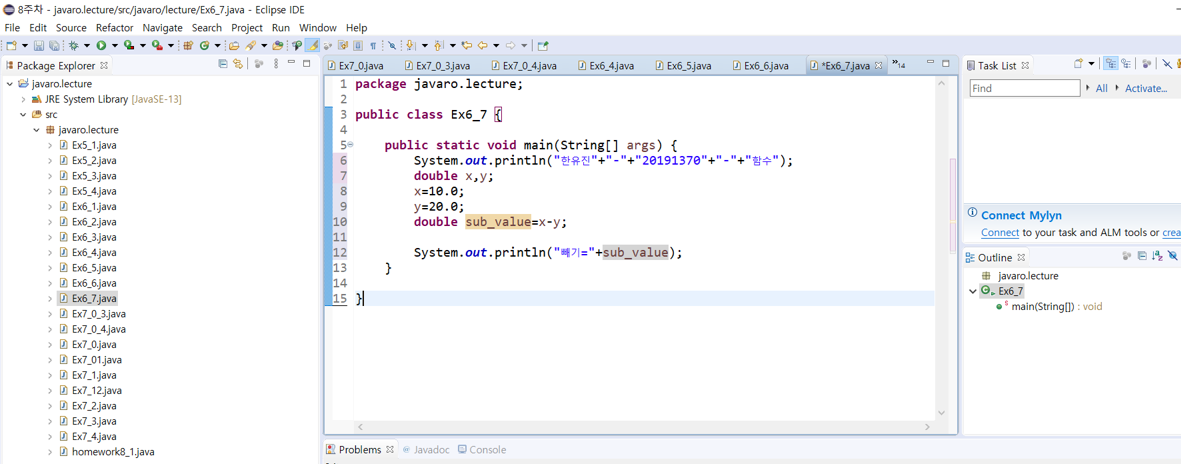 8주차 - javaro.lecture/src/javaro/lecture/Ex6_7.java - Eclipse IDE
File Edit Source Refactor Navigate Search Project Run Window Help
Package Explorer
javaro.lecture
JRE System Library [JavaSE-13]
src
javaro.lecture
Ex5_1.java
Ex5_2.java
Ex5_3.java
Ex5_4.java
Ex6_1.java
Ex6_2.java
Ex6_3.java
Ex6_4.java
Ex6_5.java
Ex6_6.java
Ex6_7.java
Ex7_0_3.java
Ex7_0_4.java
Ex7_0.java
Ex7_01.java
Ex7_1.java
Ex7_12.java
Ex7_2.java
Ex7_3.java
Ex7_4.java
homework8_1.java
Ex7_0.java Ex7_0_3.java Ex7_0_4.java Ex6_4.java Ex6_5.java Ex6_6.java *Ex6_7.java »14
1 package javaro.lecture;
2
3 public class Ex6_7 {
4
5 public static void main(String[] args) {
6 System.out.println("한유진"+"-"+"20191370"+"-"+"함수");
7 double x,y;
8 x=10.0;
9 y=20.0;
10 double sub_value=x-y;
11
12 System.out.println("빼기="+sub_value);
13 }
14
15 }
Problems Javadoc Console
Task List
Find All Activate...
Connect Mylyn
Connect to your task and ALM tools or crea
Outline
javaro.lecture
Ex6_7
main(String[]) : void